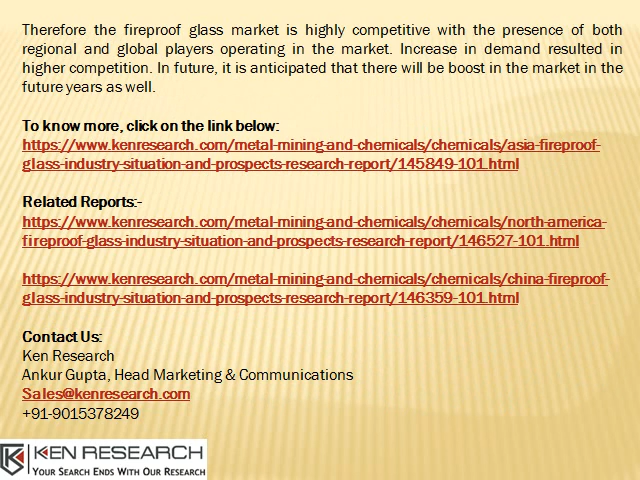 Therefore the fireproof glass market is highly competitive with the presence of both
regional and global players operating in the market. Increase in demand resulted in
higher competition. In future, it is anticipated that there will be boost in the market in the
future years as well.
To know more, click on the link below:
https://www.kenresearch.com/metal-mining-and-chemicals/chemicals/asia-fireproof-
glass-industry-situation-and-prospects-research-report/145849-101.html
Related Reports:-
https://www.kenresearch.com/metal-mining-and-chemicals/chemicals/north-america-
fireproof-glass-industry-situation-and-prospects-research-report/146527-101.html
https://www.kenresearch.com/metal-mining-and-chemicals/chemicals/china-fireproof-
glass-industry-situation-and-prospects-research-report/146359-101.html
Contact Us:
Ken Research
Ankur Gupta, Head Marketing & Communications
Sales@kenresearch.com
+91-9015378249
KEN RESEARCH
YOUR SEARCH ENDS WITH OUR RESEARCH